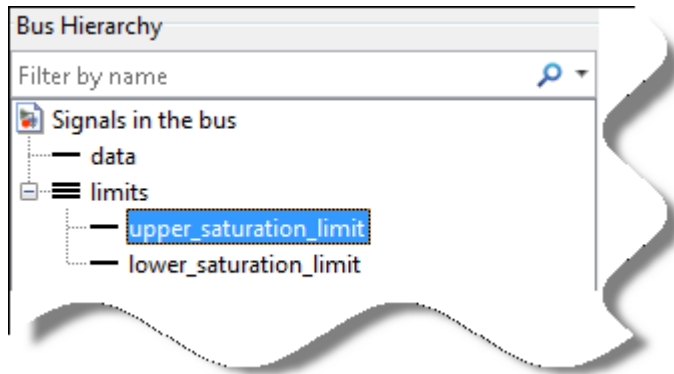 Bus Hierarchy
Filter by name
Signals in the bus
data
limits
upper_saturation_limit
lower_saturation_limit